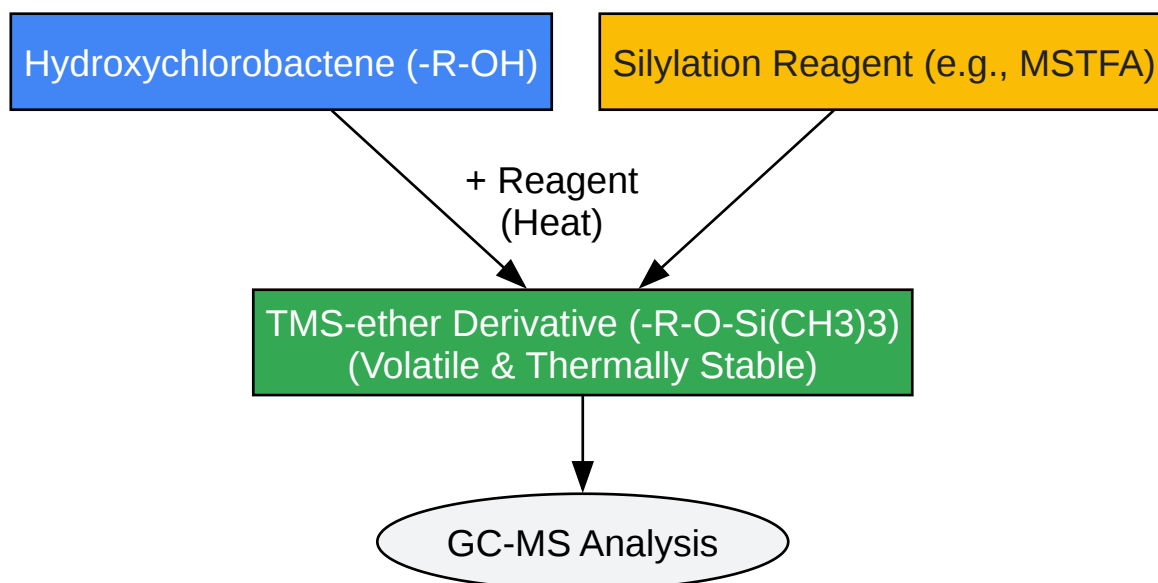 Hydroxychlorobactene (-R-OH)
Silylation Reagent (e.g., MSTFA)
+ Reagent
(Heat)
TMS-ether Derivative (-R-O-Si(CH3)3)
(Volatile & Thermally Stable)
GC-MS Analysis